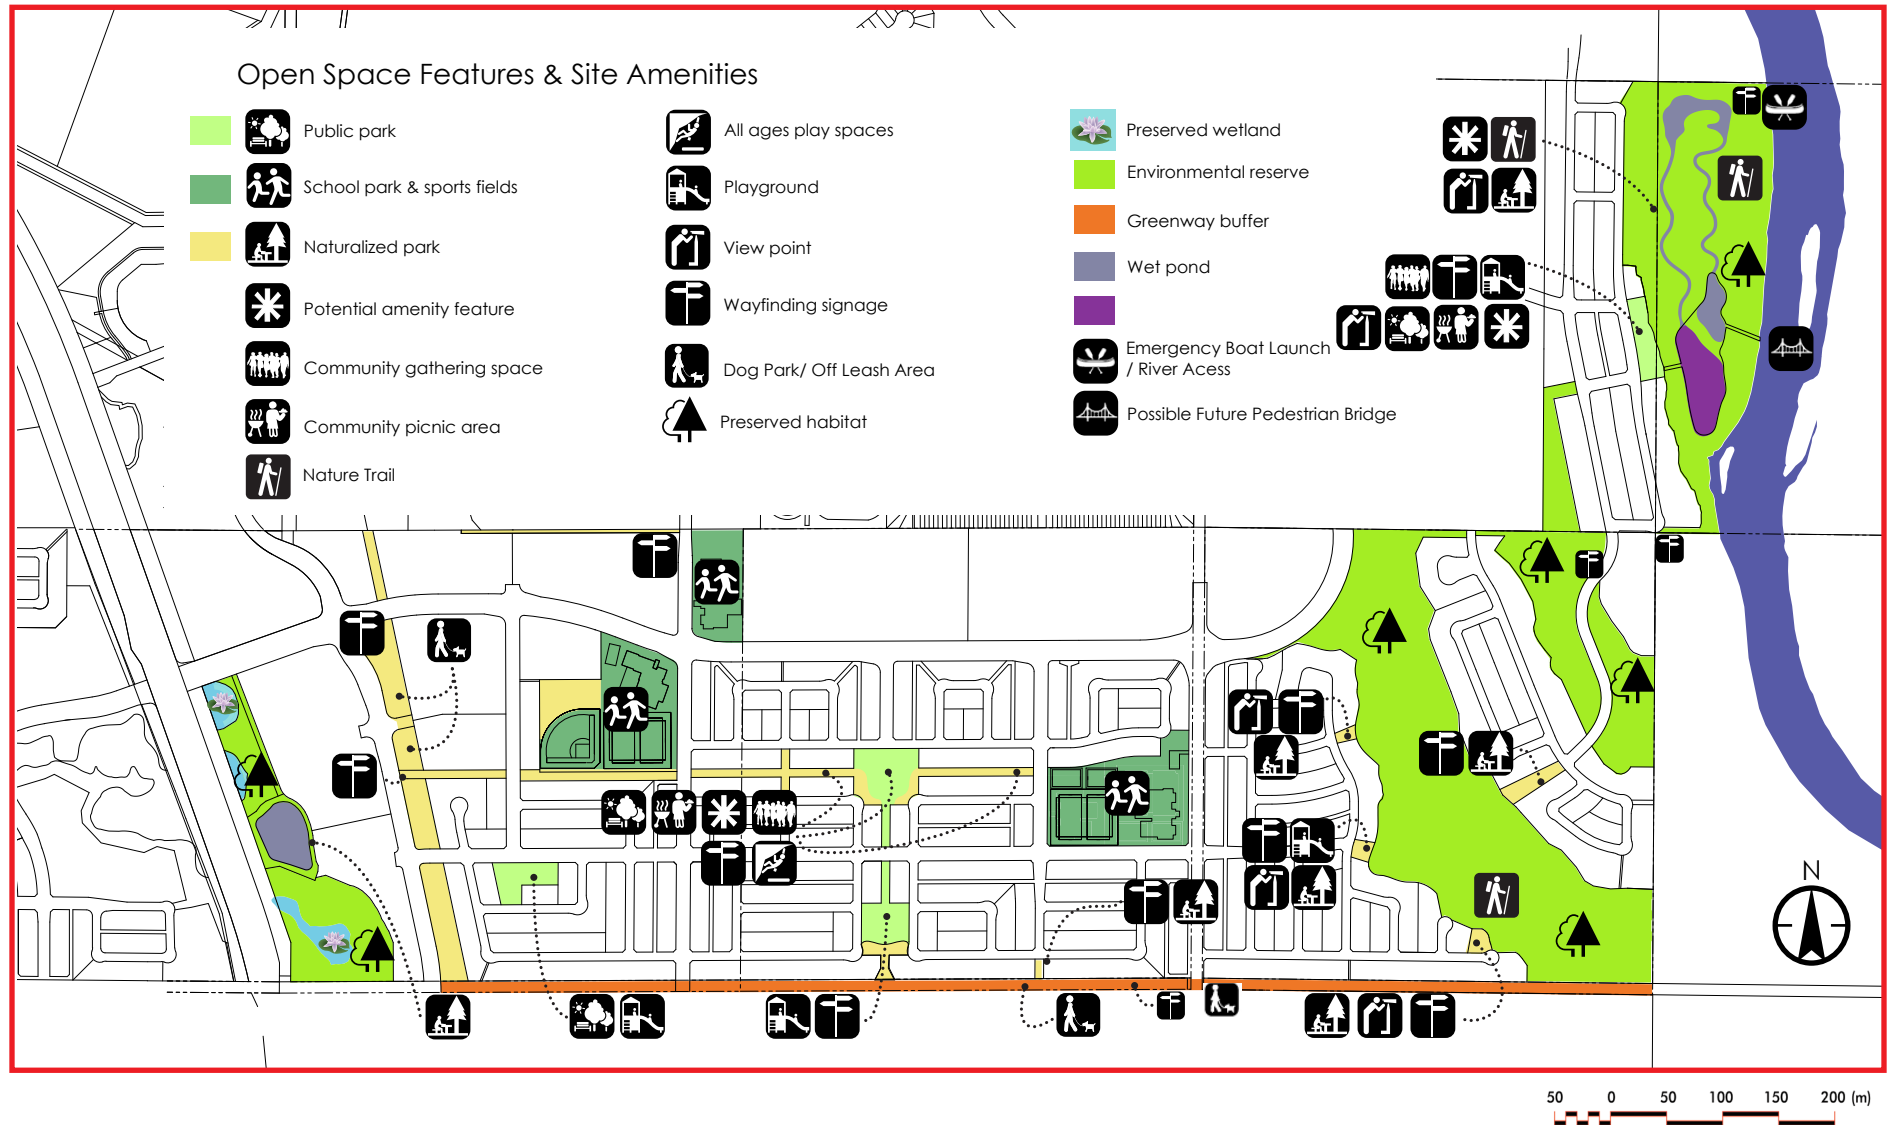 Open Space Features & Site Amenities
Public park
School park & sports fields
Naturalized park
Potential amenity feature
Community gathering space
Community picnic area
Nature Trail
All ages play spaces
Playground
View point
Wayfinding signage
Dog Park/ Off Leash Area
Preserved habitat
Preserved wetland
Environmental reserve
Greenway buffer
Wet pond
Emergency Boat Launch
/ River Acess
Possible Future Pedestrian Bridge
N
50 0 50 100 150 200 (m)